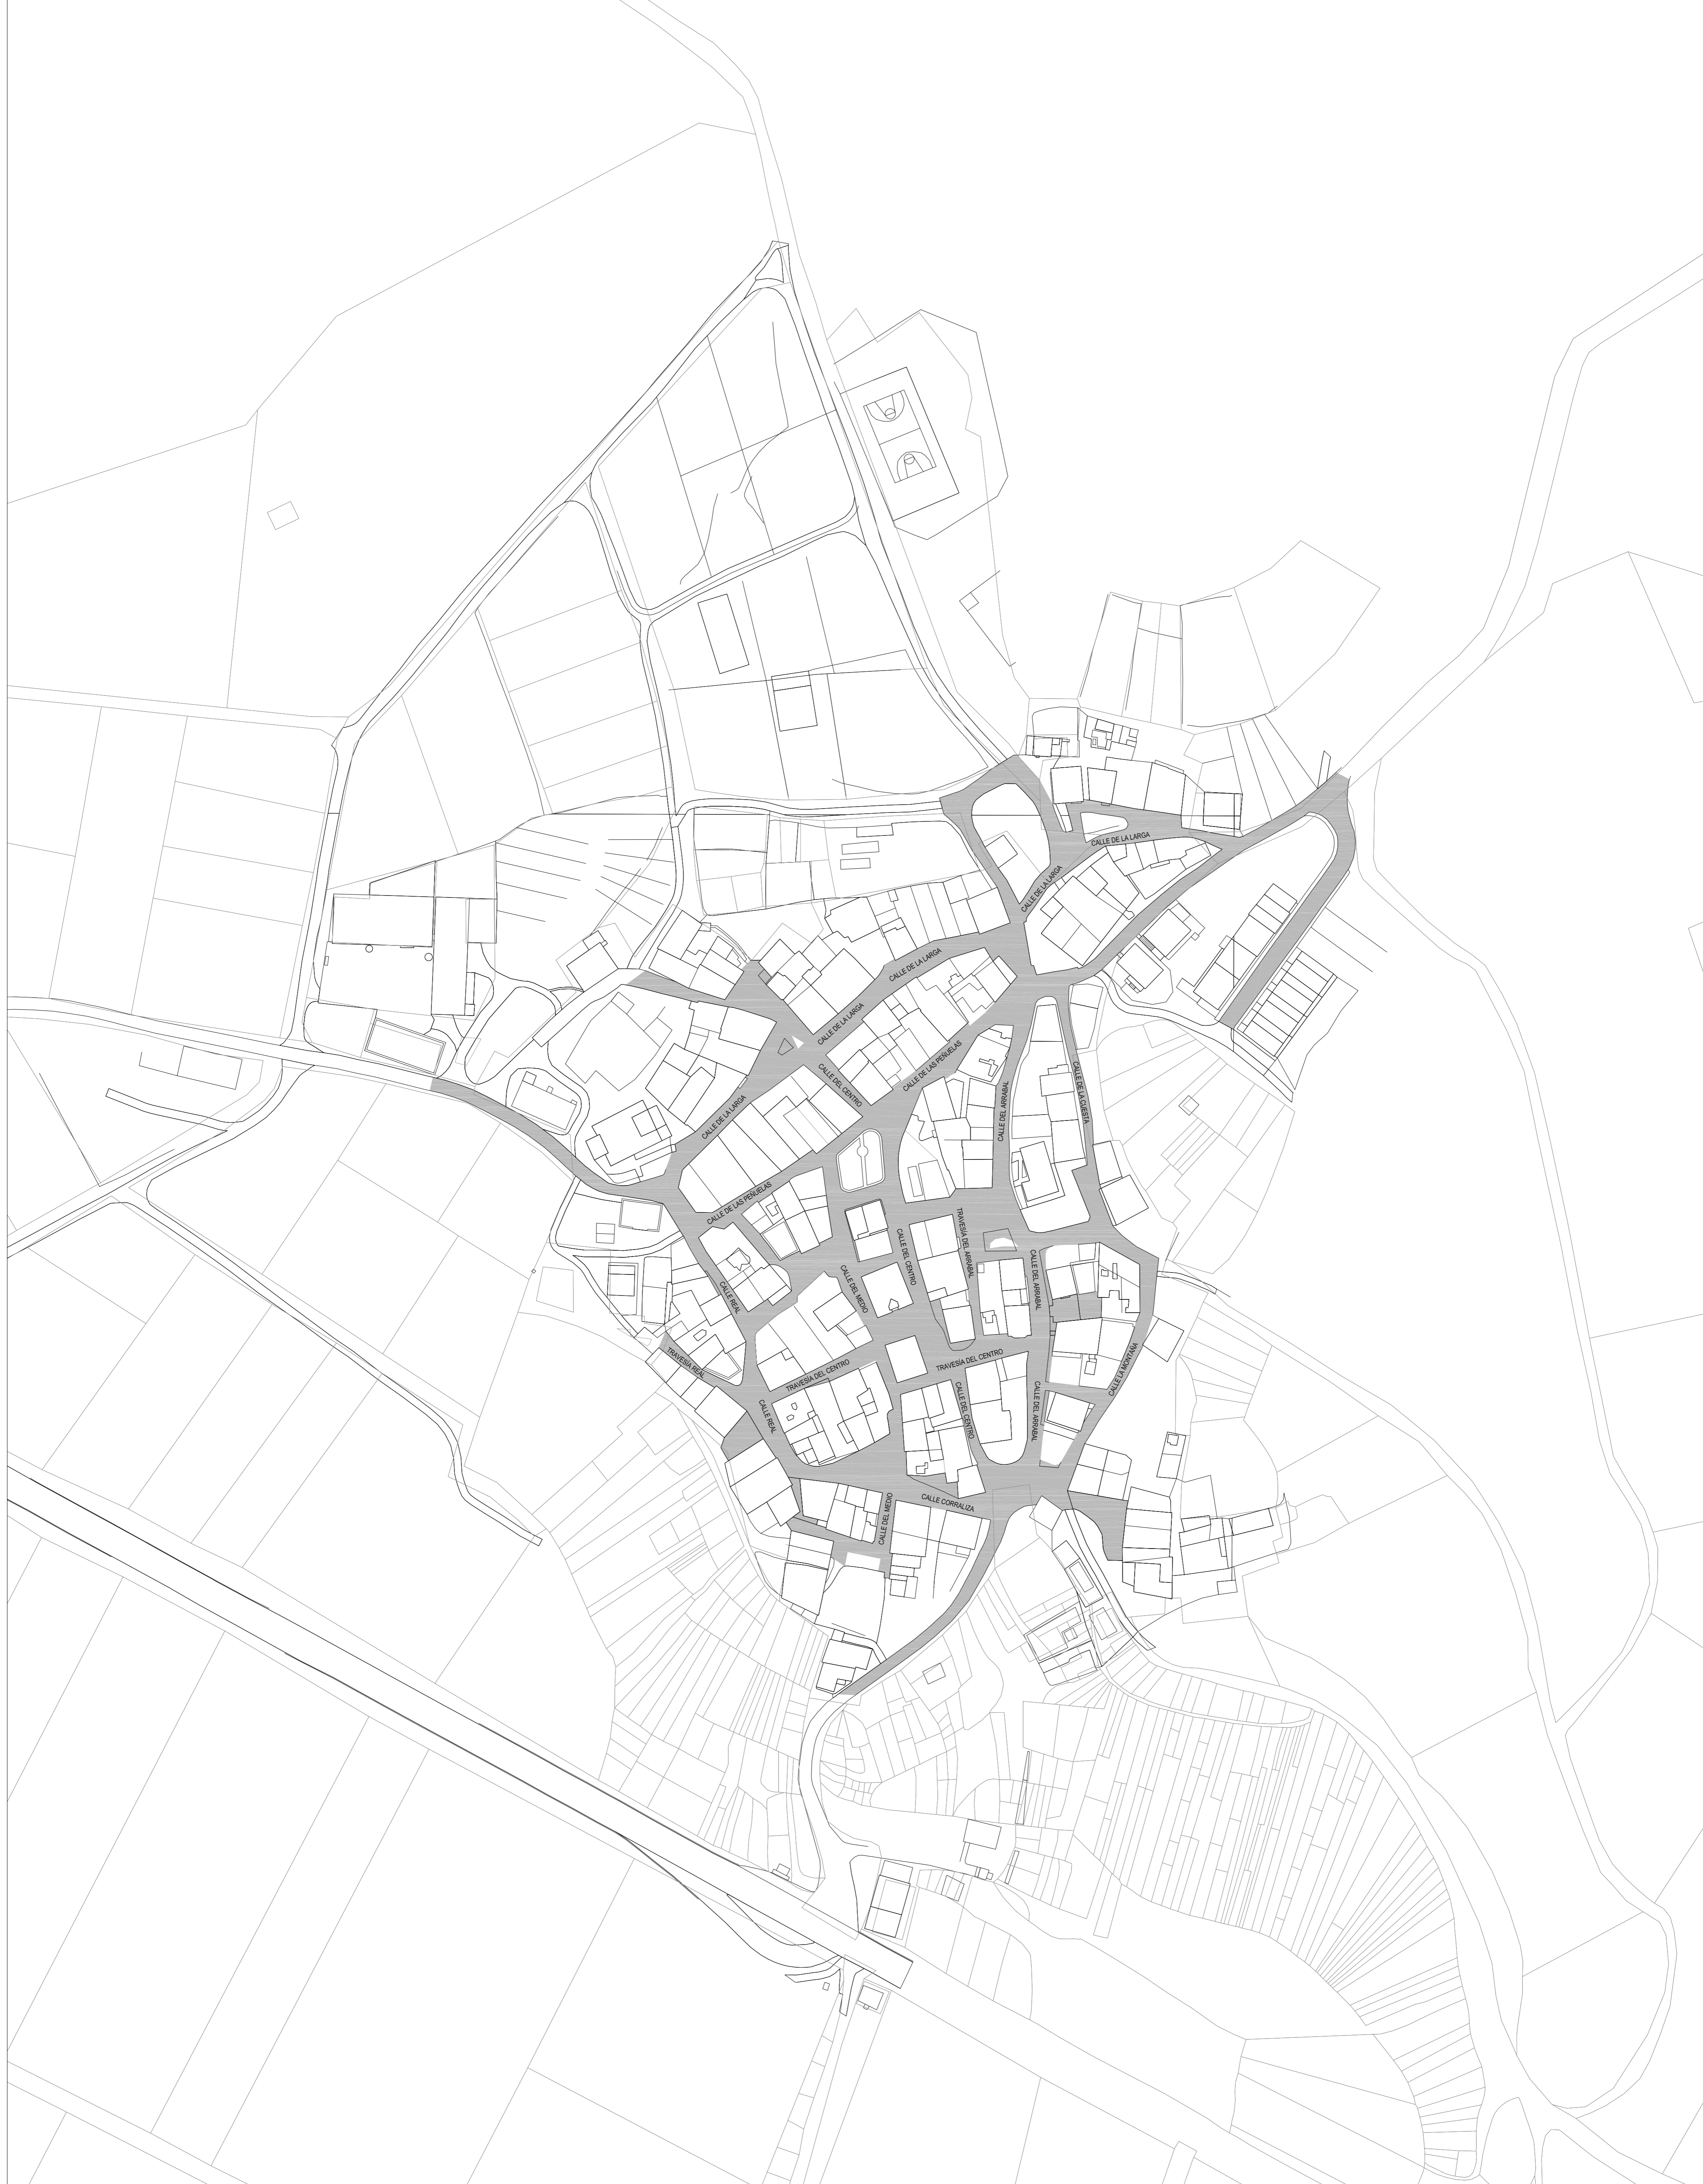 CALLE DE LA LARGA
CALLE DE LA LARGA
CALLE DE LA LARGA
CALLE DE LA LARGA
CALLE DE LAS PEÑUELAS
CALLE DEL CENTRO
CALLE DEL ARRABAL
CALLE DE LA CUESTA
CALLE DE LA LARGA
CALLE DE LAS PEÑUELAS
TRAVESÍA DEL ARRABAL
CALLE DEL CENTRO
CALLE DEL ARRABAL
CALLE DEL MEDIO
CALLE REAL
TRAVESÍA REAL
TRAVESÍA DEL CENTRO
TRAVESÍA DEL CENTRO
CALLE LA MONTAÑA
CALLE REAL
CALLE DEL CENTRO
CALLE DEL ARRABAL
CALLE DEL MEDIO
CALLE CORRALIZA